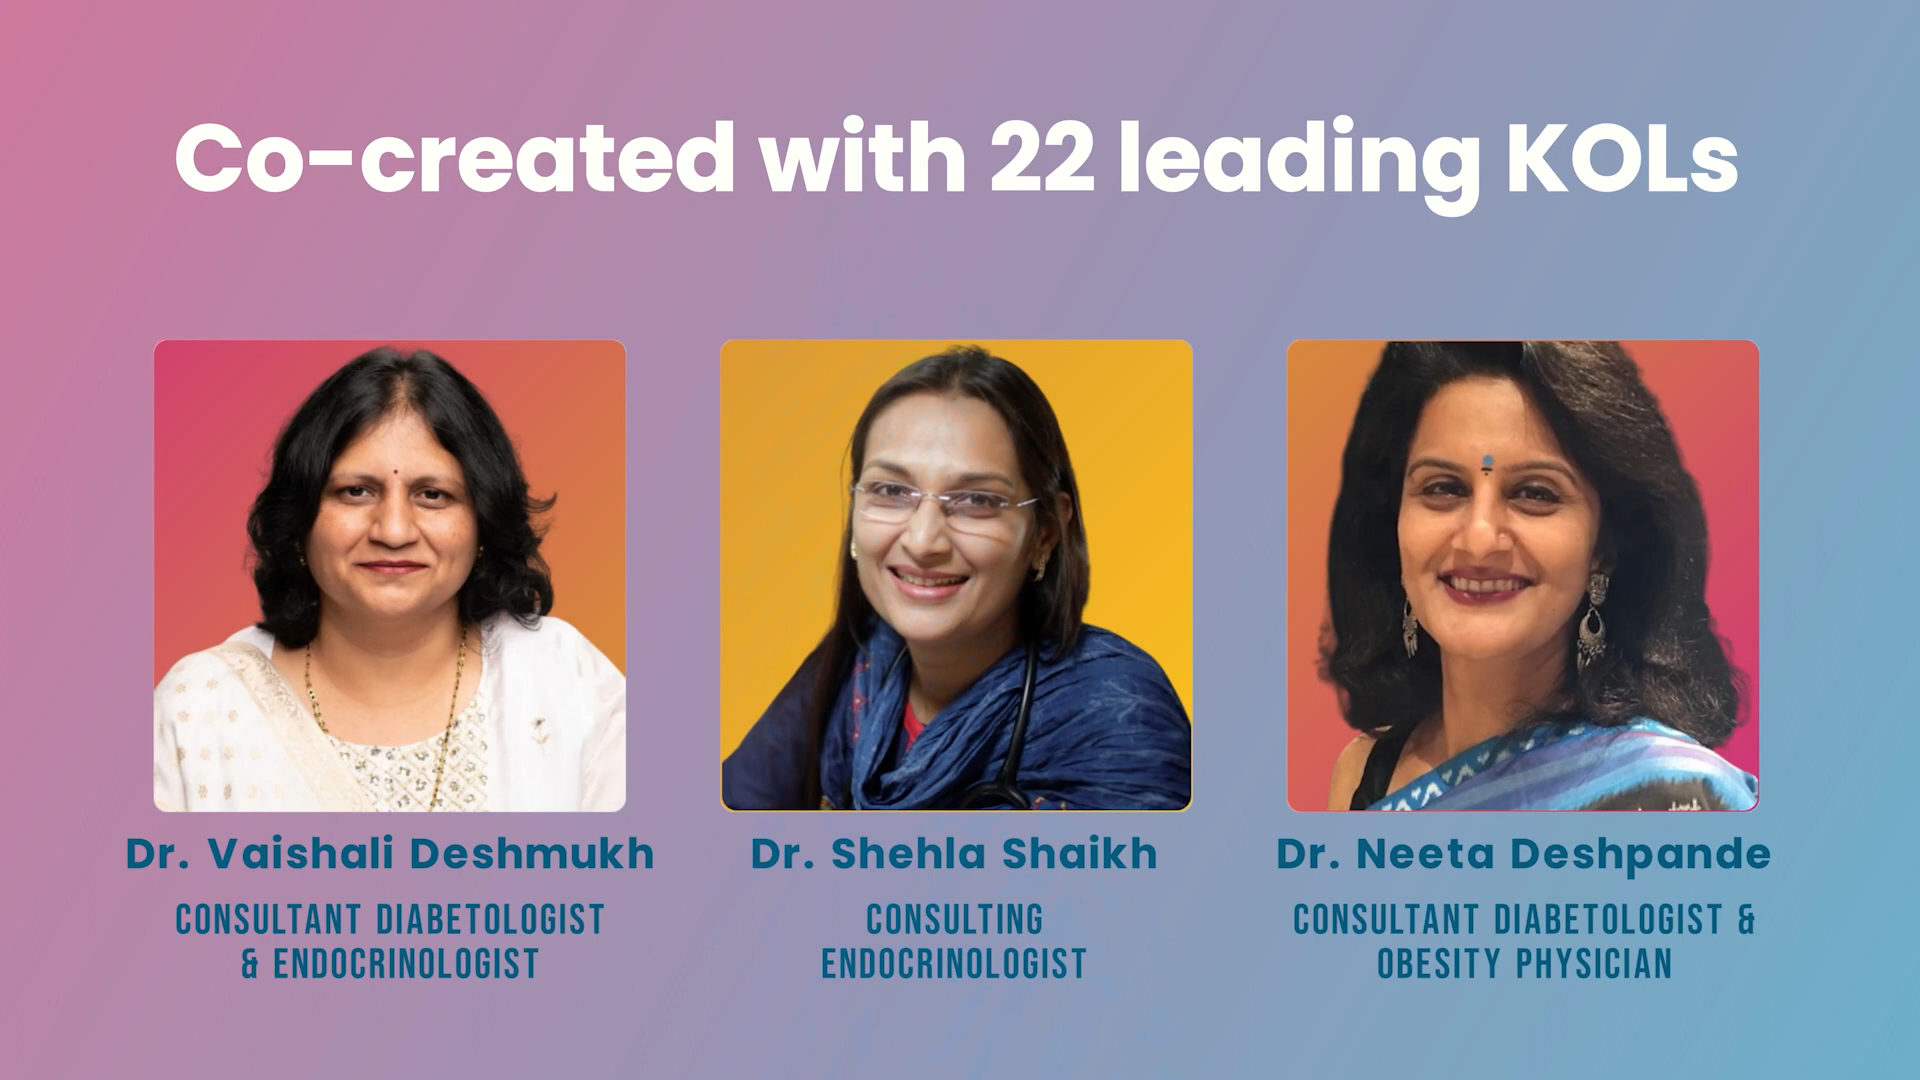 Co-created with 22 leading KOLs
Dr. Vaishali Deshmukh
CONSULTANT DIABETOLOGIST
& ENDOCRINOLOGIST
Dr. Shehla Shaikh
CONSULTING
ENDOCRINOLOGIST
Dr. Neeta Deshpande
CONSULTANT DIABETOLOGIST &
OBESITY PHYSICIAN